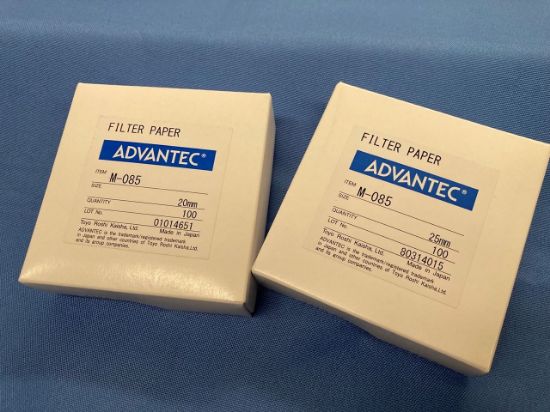 FILTER PAPER
ADVANTEC®
ITEM M-085
SIZE 20mm
QUANTITY 100
LOT No. 01014651
Toyo Roshi Kaisha, Ltd. Made in Japan
ADVANTEC is the trademark/registered trademark
in Japan and other countries of Toyo Roshi Kaisha,Ltd.
and its group companies.
FILTER PAPER
ADVANTEC®
ITEM M-085
SIZE 25mm
QUANTITY 100
LOT No. 80314015
Toyo Roshi Kaisha, Ltd. Made in Japan
ADVANTEC is the trademark/registered trademark
in Japan and other countries of Toyo Roshi Kaisha,Ltd.
and its group companies.